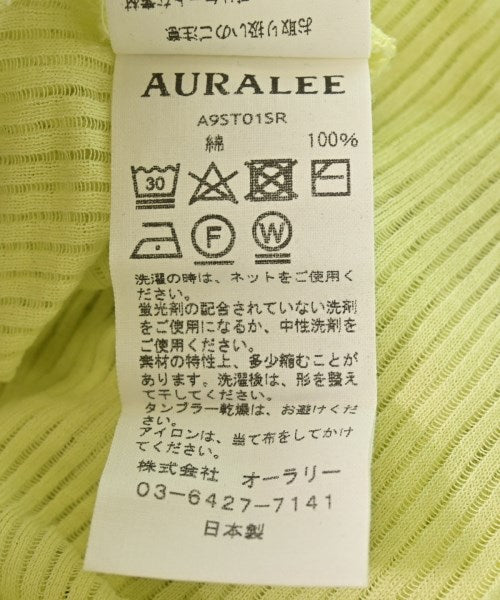 お取り扱いのご注意
AURALEE
A9ST01SR
綿 100%
30
F W
洗濯の時は、ネットをご使用く
ださい。
蛍光剤の配合されていない洗剤
をご使用になるか、中性洗剤を
ご使用ください。
素材の特性上、多少縮むことが
あります。洗濯後は、形を整え
て干してください。
タンブラー乾燥は、お避けくだ
さい。
アイロンは、当て布をしてかけ
てください。
株式会社 オーラリー
03-6427-7141
日本製